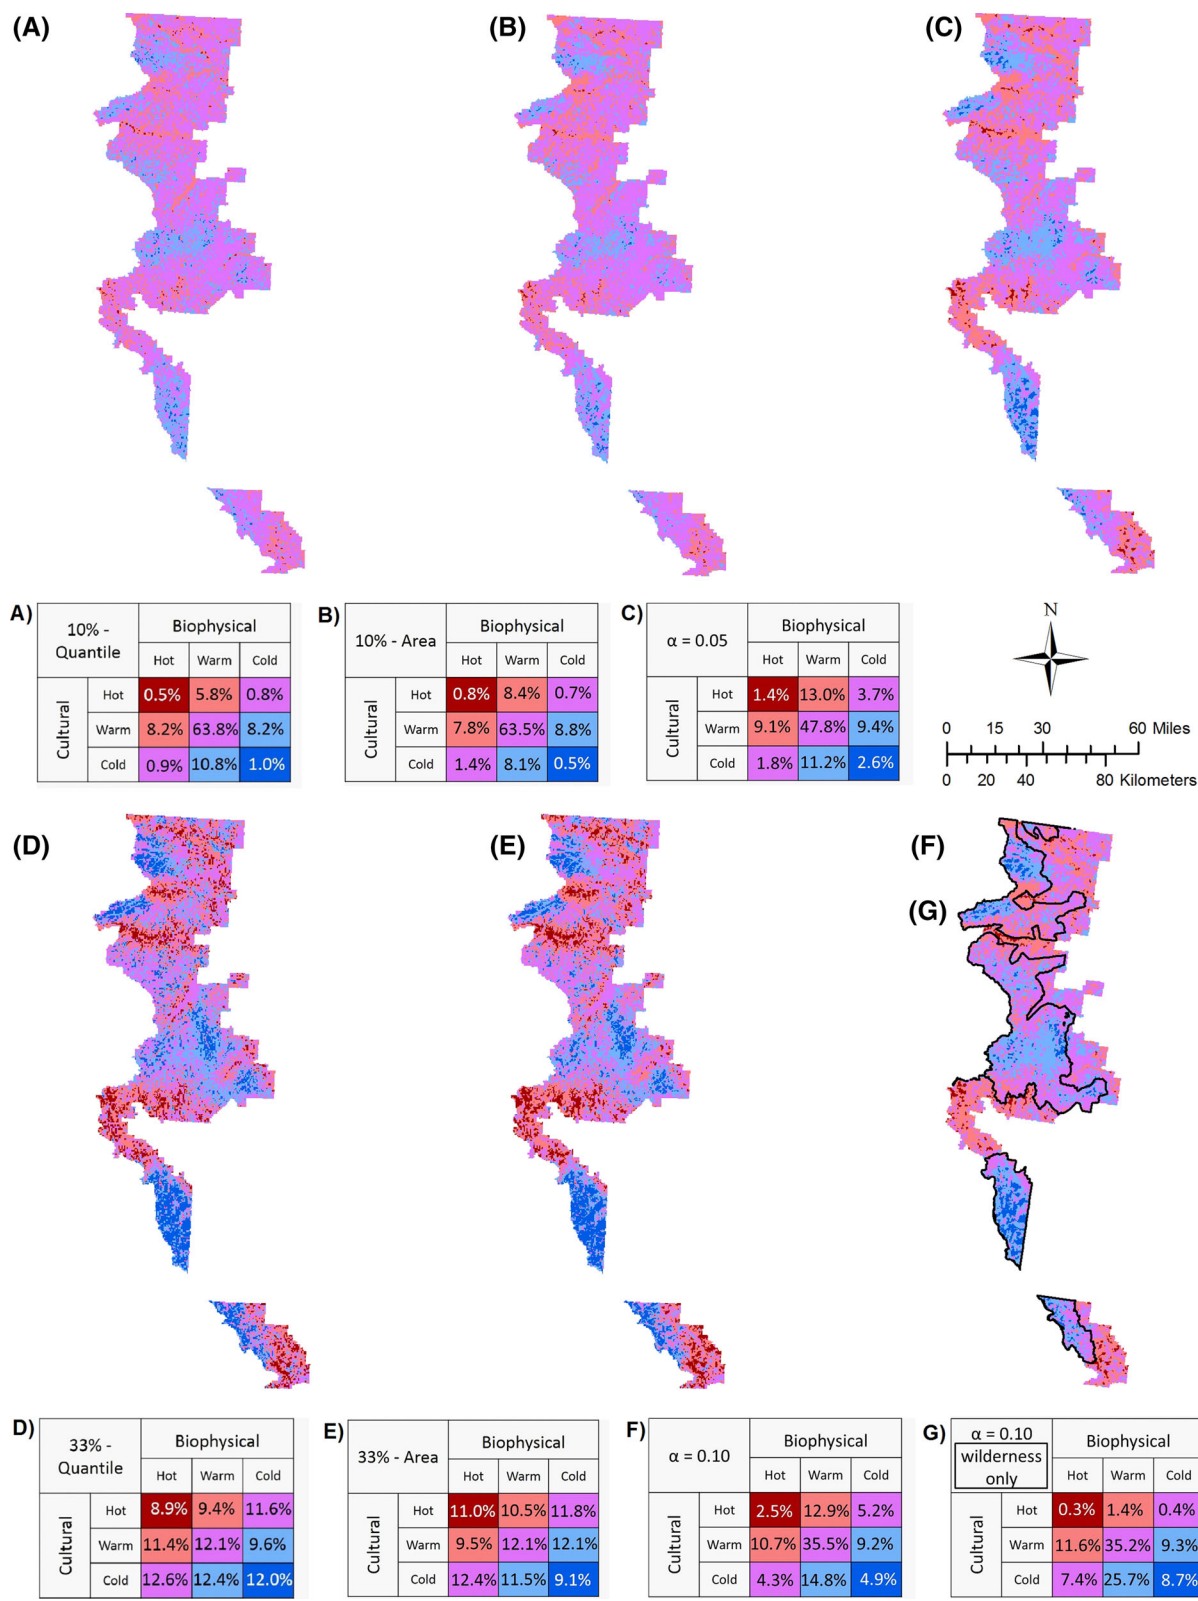 (A)
(B)
(C)
A)
10% -
Quantile
Biophysical
Hot Warm Cold
Cultural
Hot 0.5% 5.8% 0.8%
Warm 8.2% 63.8% 8.2%
Cold 0.9% 10.8% 1.0%
B)
10% - Area
Biophysical
Hot Warm Cold
Cultural
Hot 0.8% 8.4% 0.7%
Warm 7.8% 63.5% 8.8%
Cold 1.4% 8.1% 0.5%
C)
α = 0.05
Biophysical
Hot Warm Cold
Cultural
Hot 1.4% 13.0% 3.7%
Warm 9.1% 47.8% 9.4%
Cold 1.8% 11.2% 2.6%
N
0 15 30 60 Miles
0 20 40 80 Kilometers
(D)
(E)
(F)
(G)
D)
33% -
Quantile
Biophysical
Hot Warm Cold
Cultural
Hot 8.9% 9.4% 11.6%
Warm 11.4% 12.1% 9.6%
Cold 12.6% 12.4% 12.0%
E)
33% - Area
Biophysical
Hot Warm Cold
Cultural
Hot 11.0% 10.5% 11.8%
Warm 9.5% 12.1% 12.1%
Cold 12.4% 11.5% 9.1%
F)
α = 0.10
Biophysical
Hot Warm Cold
Cultural
Hot 2.5% 12.9% 5.2%
Warm 10.7% 35.5% 9.2%
Cold 4.3% 14.8% 4.9%
G)
α = 0.10
wilderness
only
Biophysical
Hot Warm Cold
Cultural
Hot 0.3% 1.4% 0.4%
Warm 11.6% 35.2% 9.3%
Cold 7.4% 25.7% 8.7%